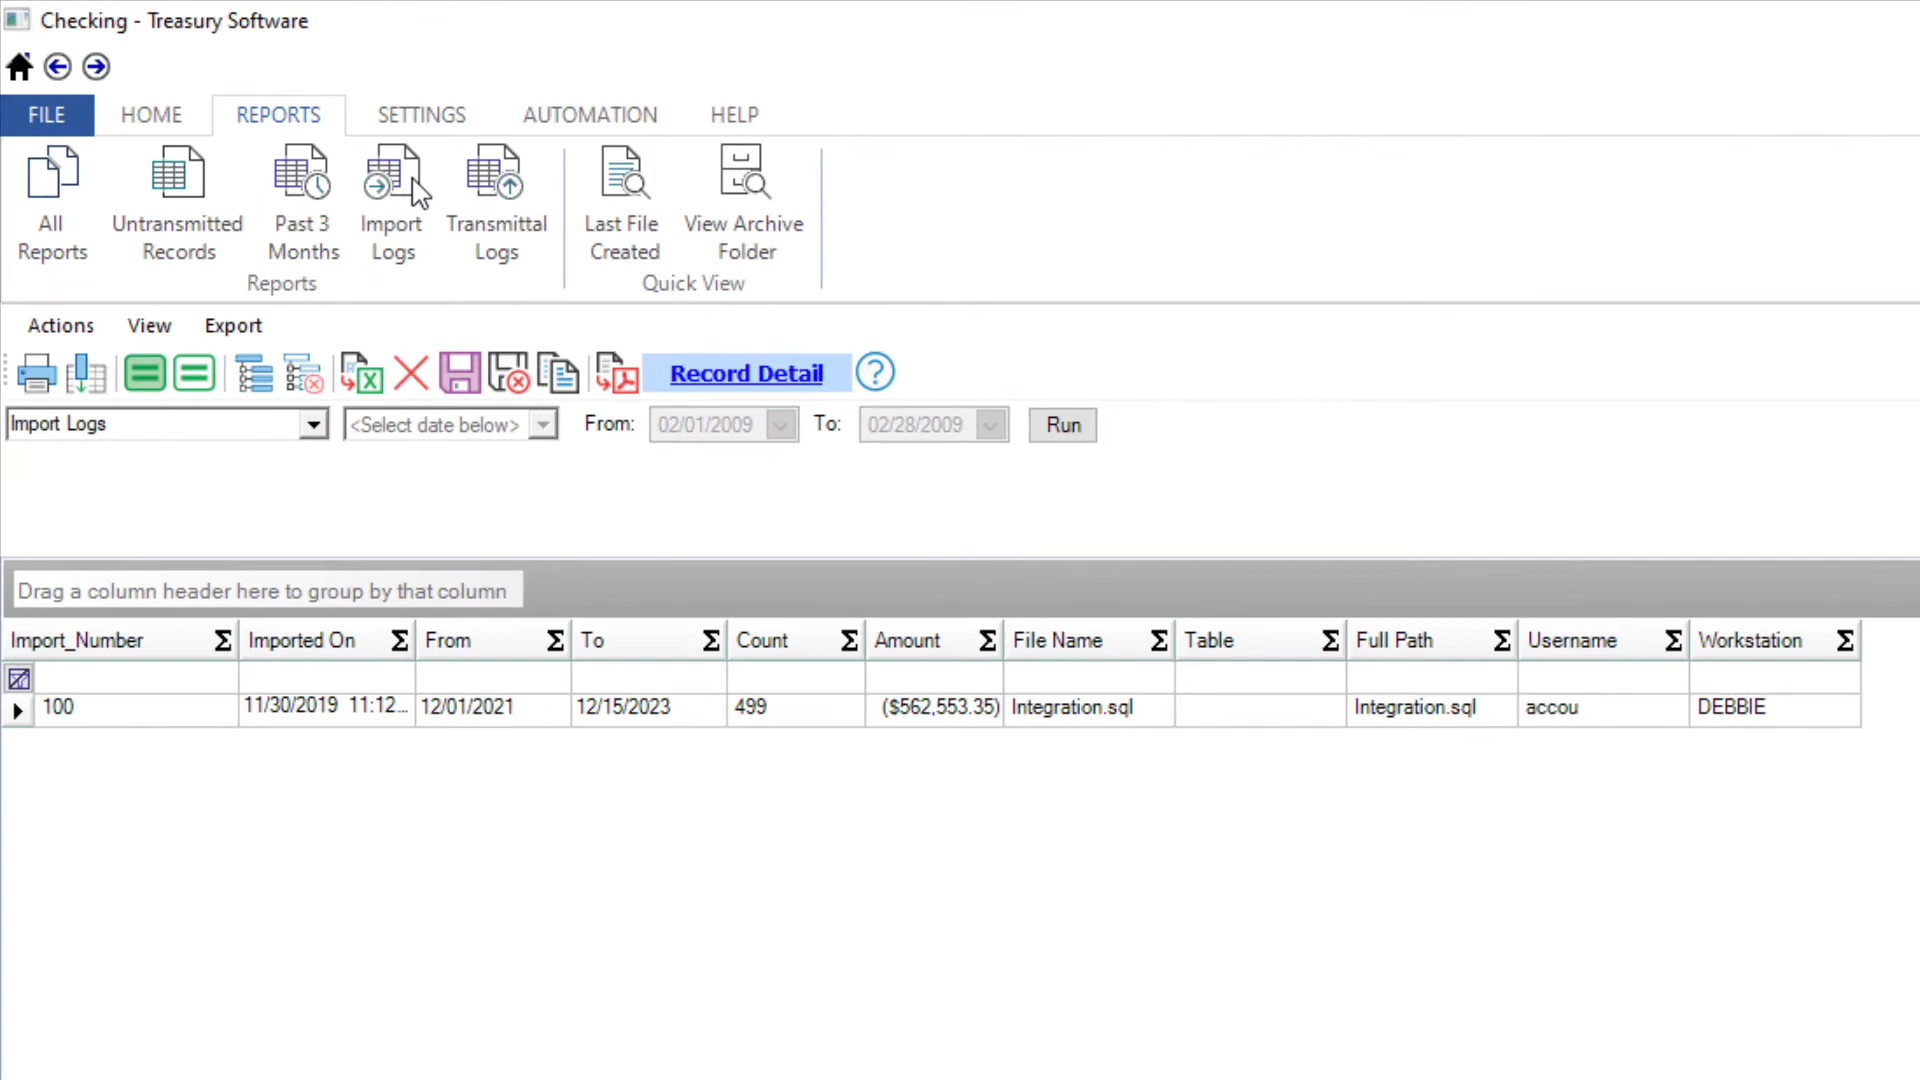 Checking - Treasury Software
FILE HOME REPORTS SETTINGS AUTOMATION HELP
All Reports
Untransmitted Records
Past 3 Months
Import Logs
Transmittal Logs
Last File Created
View Archive Folder
Reports
Quick View
Actions View Export
Record Detail ?
Import Logs <Select date below> From: 02/01/2009 To: 02/28/2009 Run
Drag a column header here to group by that column
Import_Number Σ Imported On Σ From Σ To Σ Count Σ Amount Σ File Name Σ Table Σ Full Path Σ Username Σ Workstation Σ
100 11/30/2019 11:12... 12/01/2021 12/15/2023 499 ($562,553.35) Integration.sql Integration.sql accou DEBBIE